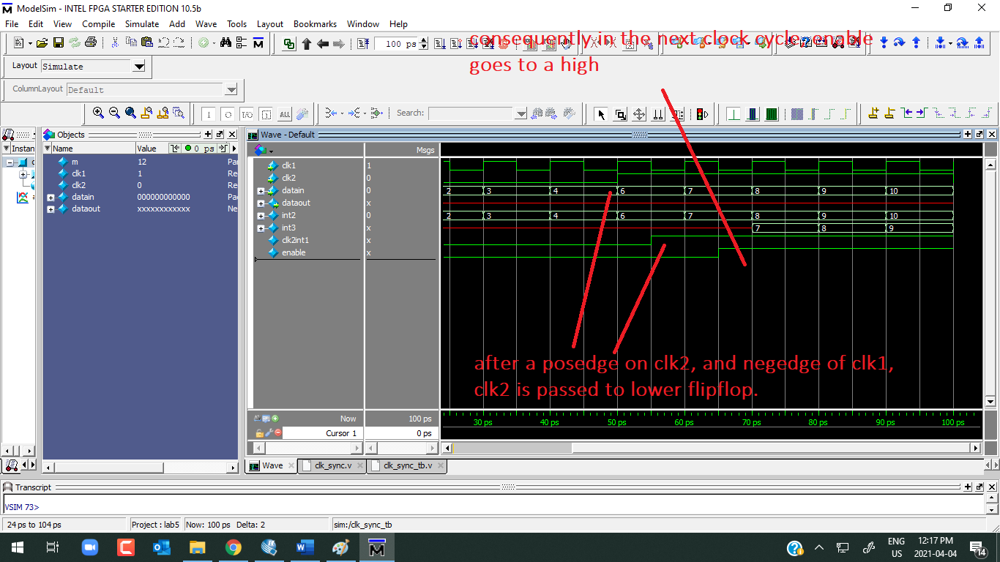 ModelSim - INTEL FPGA STARTER EDITION 10.5b
File Edit View Compile Simulate Add Wave Tools Layout Bookmarks Window Help
100 ps
consequently in the next clock cycle enable
goes to a high
Layout Simulate
ColumnLayout Default
Search:
Instan
Objects
Name Value 0 ps
m 12 Pa
clk1 1 Re
clk2 0 Re
datain 000000000000 Pa
dataout xxxxxxxxxxxx Ne
Wave - Default
Msgs
clk1 1
clk2 0
datain 0 2 3 4 6 7 8 9 10
dataout x
int2 0 2 3 4 6 7 8 9 10
int3 x 7 8 9
clk2int1 x
enable x
after a posedge on clk2, and negedge of clk1,
clk2 is passed to lower flipflop.
Now 100 ps
Cursor 1 0 ps
30 ps 40 ps 50 ps 60 ps 70 ps 80 ps 90 ps 100 ps
Wave clk_sync.v clk_sync_tb.v
Transcript
VSIM 73>
24 ps to 104 ps Project : lab5 Now: 100 ps Delta: 2 sim:/clk_sync_tb
ENG
US
12:17 PM
2021-04-04
14